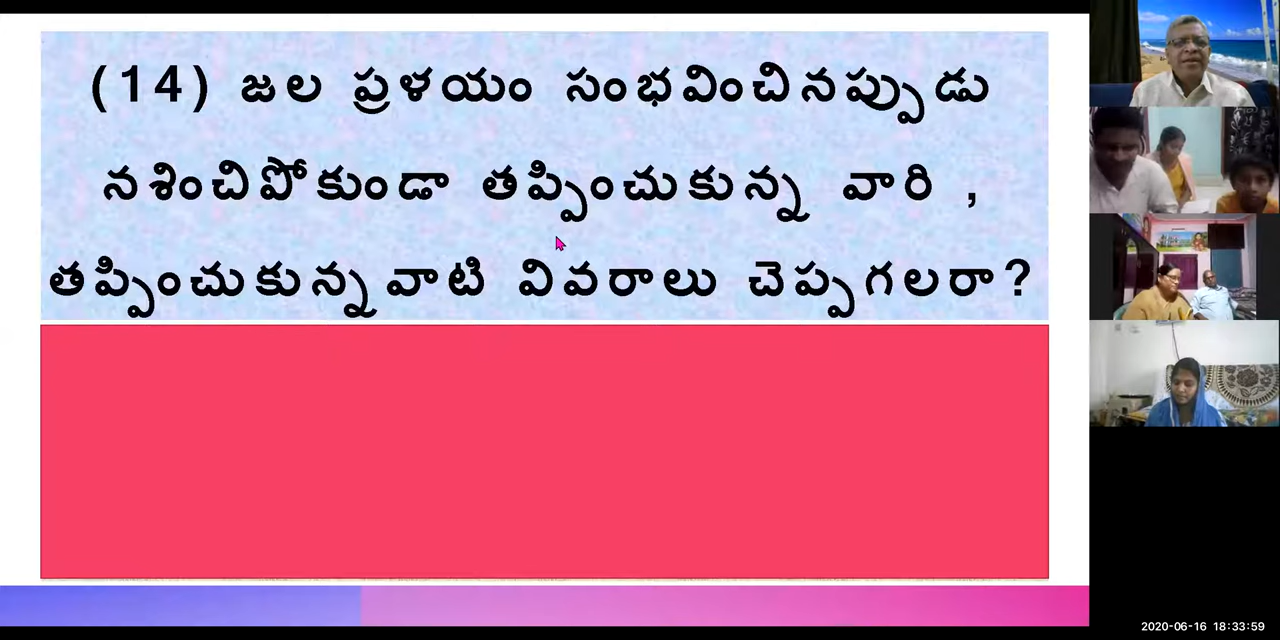 (14) జల ప్రళయం సంభవించినప్పుడు
నశించిపోకుండా తప్పించుకున్న వారి ,
తప్పించుకున్నవాటి వివరాలు చెప్పగలరా?
2020-06-16 18:33:59